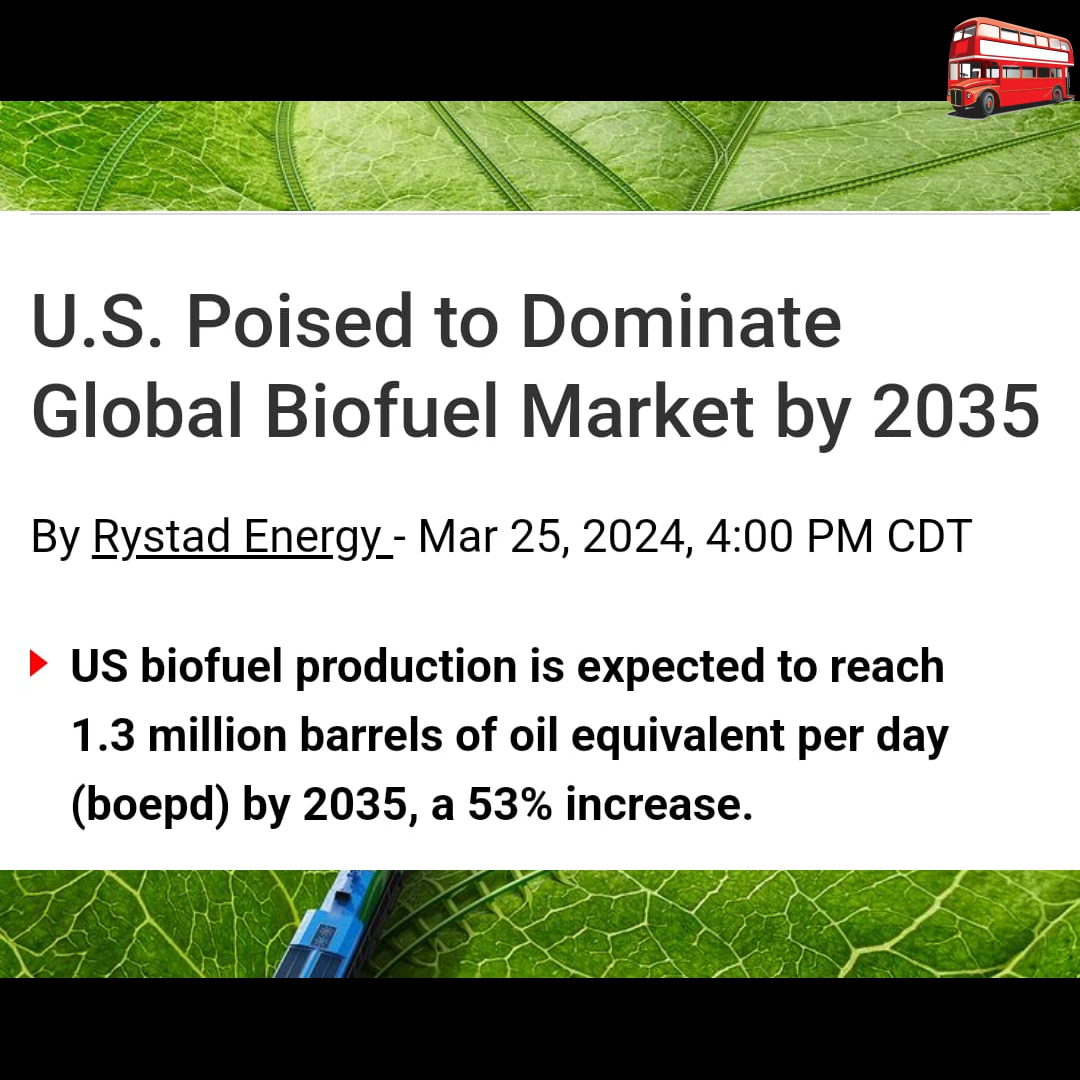 U.S. Poised to Dominate
Global Biofuel Market by 2035
By Rystad Energy - Mar 25, 2024, 4:00 PM CDT
US biofuel production is expected to reach
1.3 million barrels of oil equivalent per day
(boepd) by 2035, a 53% increase.